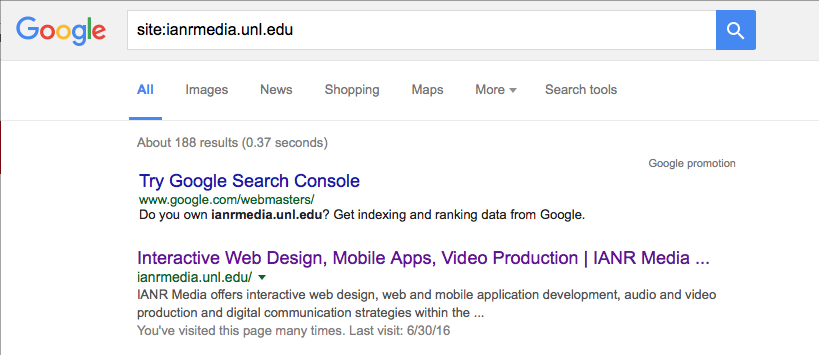 Google site:ianrmedia.unl.edu
All Images News Shopping Maps More Search tools
About 188 results (0.37 seconds)
Google promotion
Try Google Search Console
www.google.com/webmasters/
Do you own ianrmedia.unl.edu? Get indexing and ranking data from Google.
Interactive Web Design, Mobile Apps, Video Production | IANR Media ...
ianrmedia.unl.edu/
IANR Media offers interactive web design, web and mobile application development, audio and video
production and digital communication strategies within the ...
You've visited this page many times. Last visit: 6/30/16